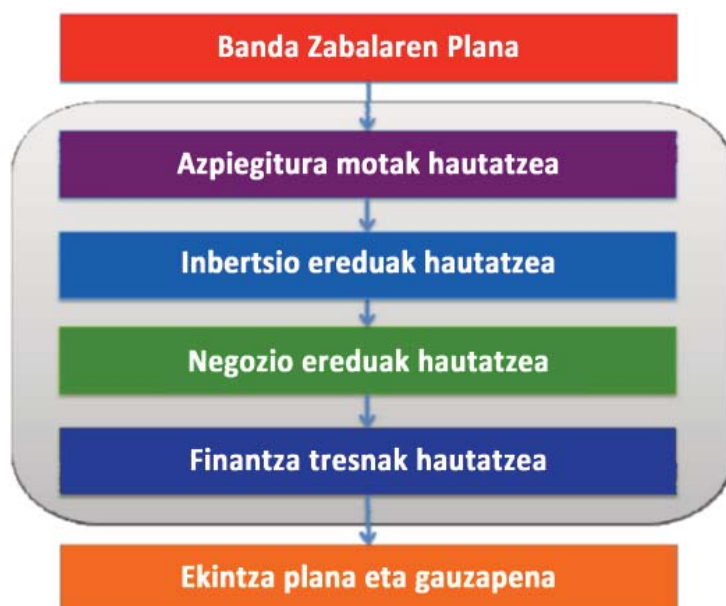 Banda Zabalaren Plana
Azpiegitura motak hautatzea
Inbertsio ereduak hautatzea
Negozio ereduak hautatzea
Finantza tresnak hautatzea
Ekintza plana eta gauzapena